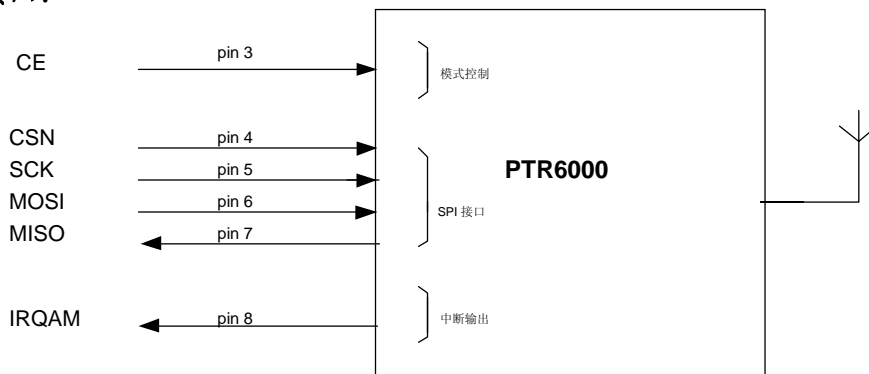 CE pin 3 模式控制
CSN pin 4
SCK pin 5 PTR6000
MOSI pin 6 SPI 接口
MISO pin 7
IRQAM pin 8 中断输出